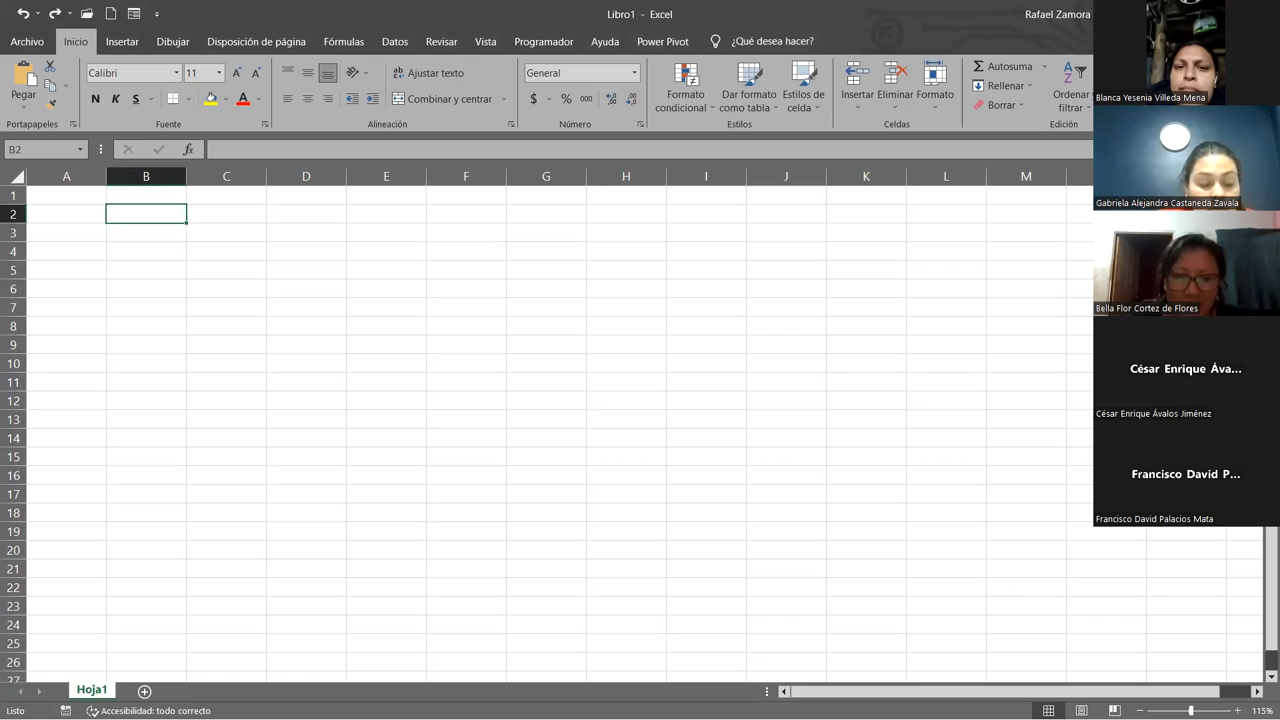 Libro1 - Excel
Rafael Zamora
Archivo Inicio Insertar Dibujar Disposición de página Fórmulas Datos Revisar Vista Programador Ayuda Power Pivot ¿Qué desea hacer?
Pegar
Calibri 11
N K S
Ajustar texto
Combinar y centrar
General
$ % 000
Formato condicional
Dar formato como tabla
Estilos de celda
Insertar Eliminar Formato
Autosuma
Rellenar
Borrar
Ordenar filtrar
Portapapeles Fuente Alineación Número Estilos Celdas Edición
B2
fx
A B C D E F G H I J K L M
1
2
3
4
5
6
7
8
9
10
11
12
13
14
15
16
17
18
19
20
21
22
23
24
25
26
27
Hoja1
Listo Accesibilidad: todo correcto 115%
Blanca Yesenia Villeda Mena
Gabriela Alejandra Castaneda Zavala
Bella Flor Cortez de Flores
César Enrique Áva...
César Enrique Ávalos Jiménez
Francisco David P...
Francisco David Palacios Mata